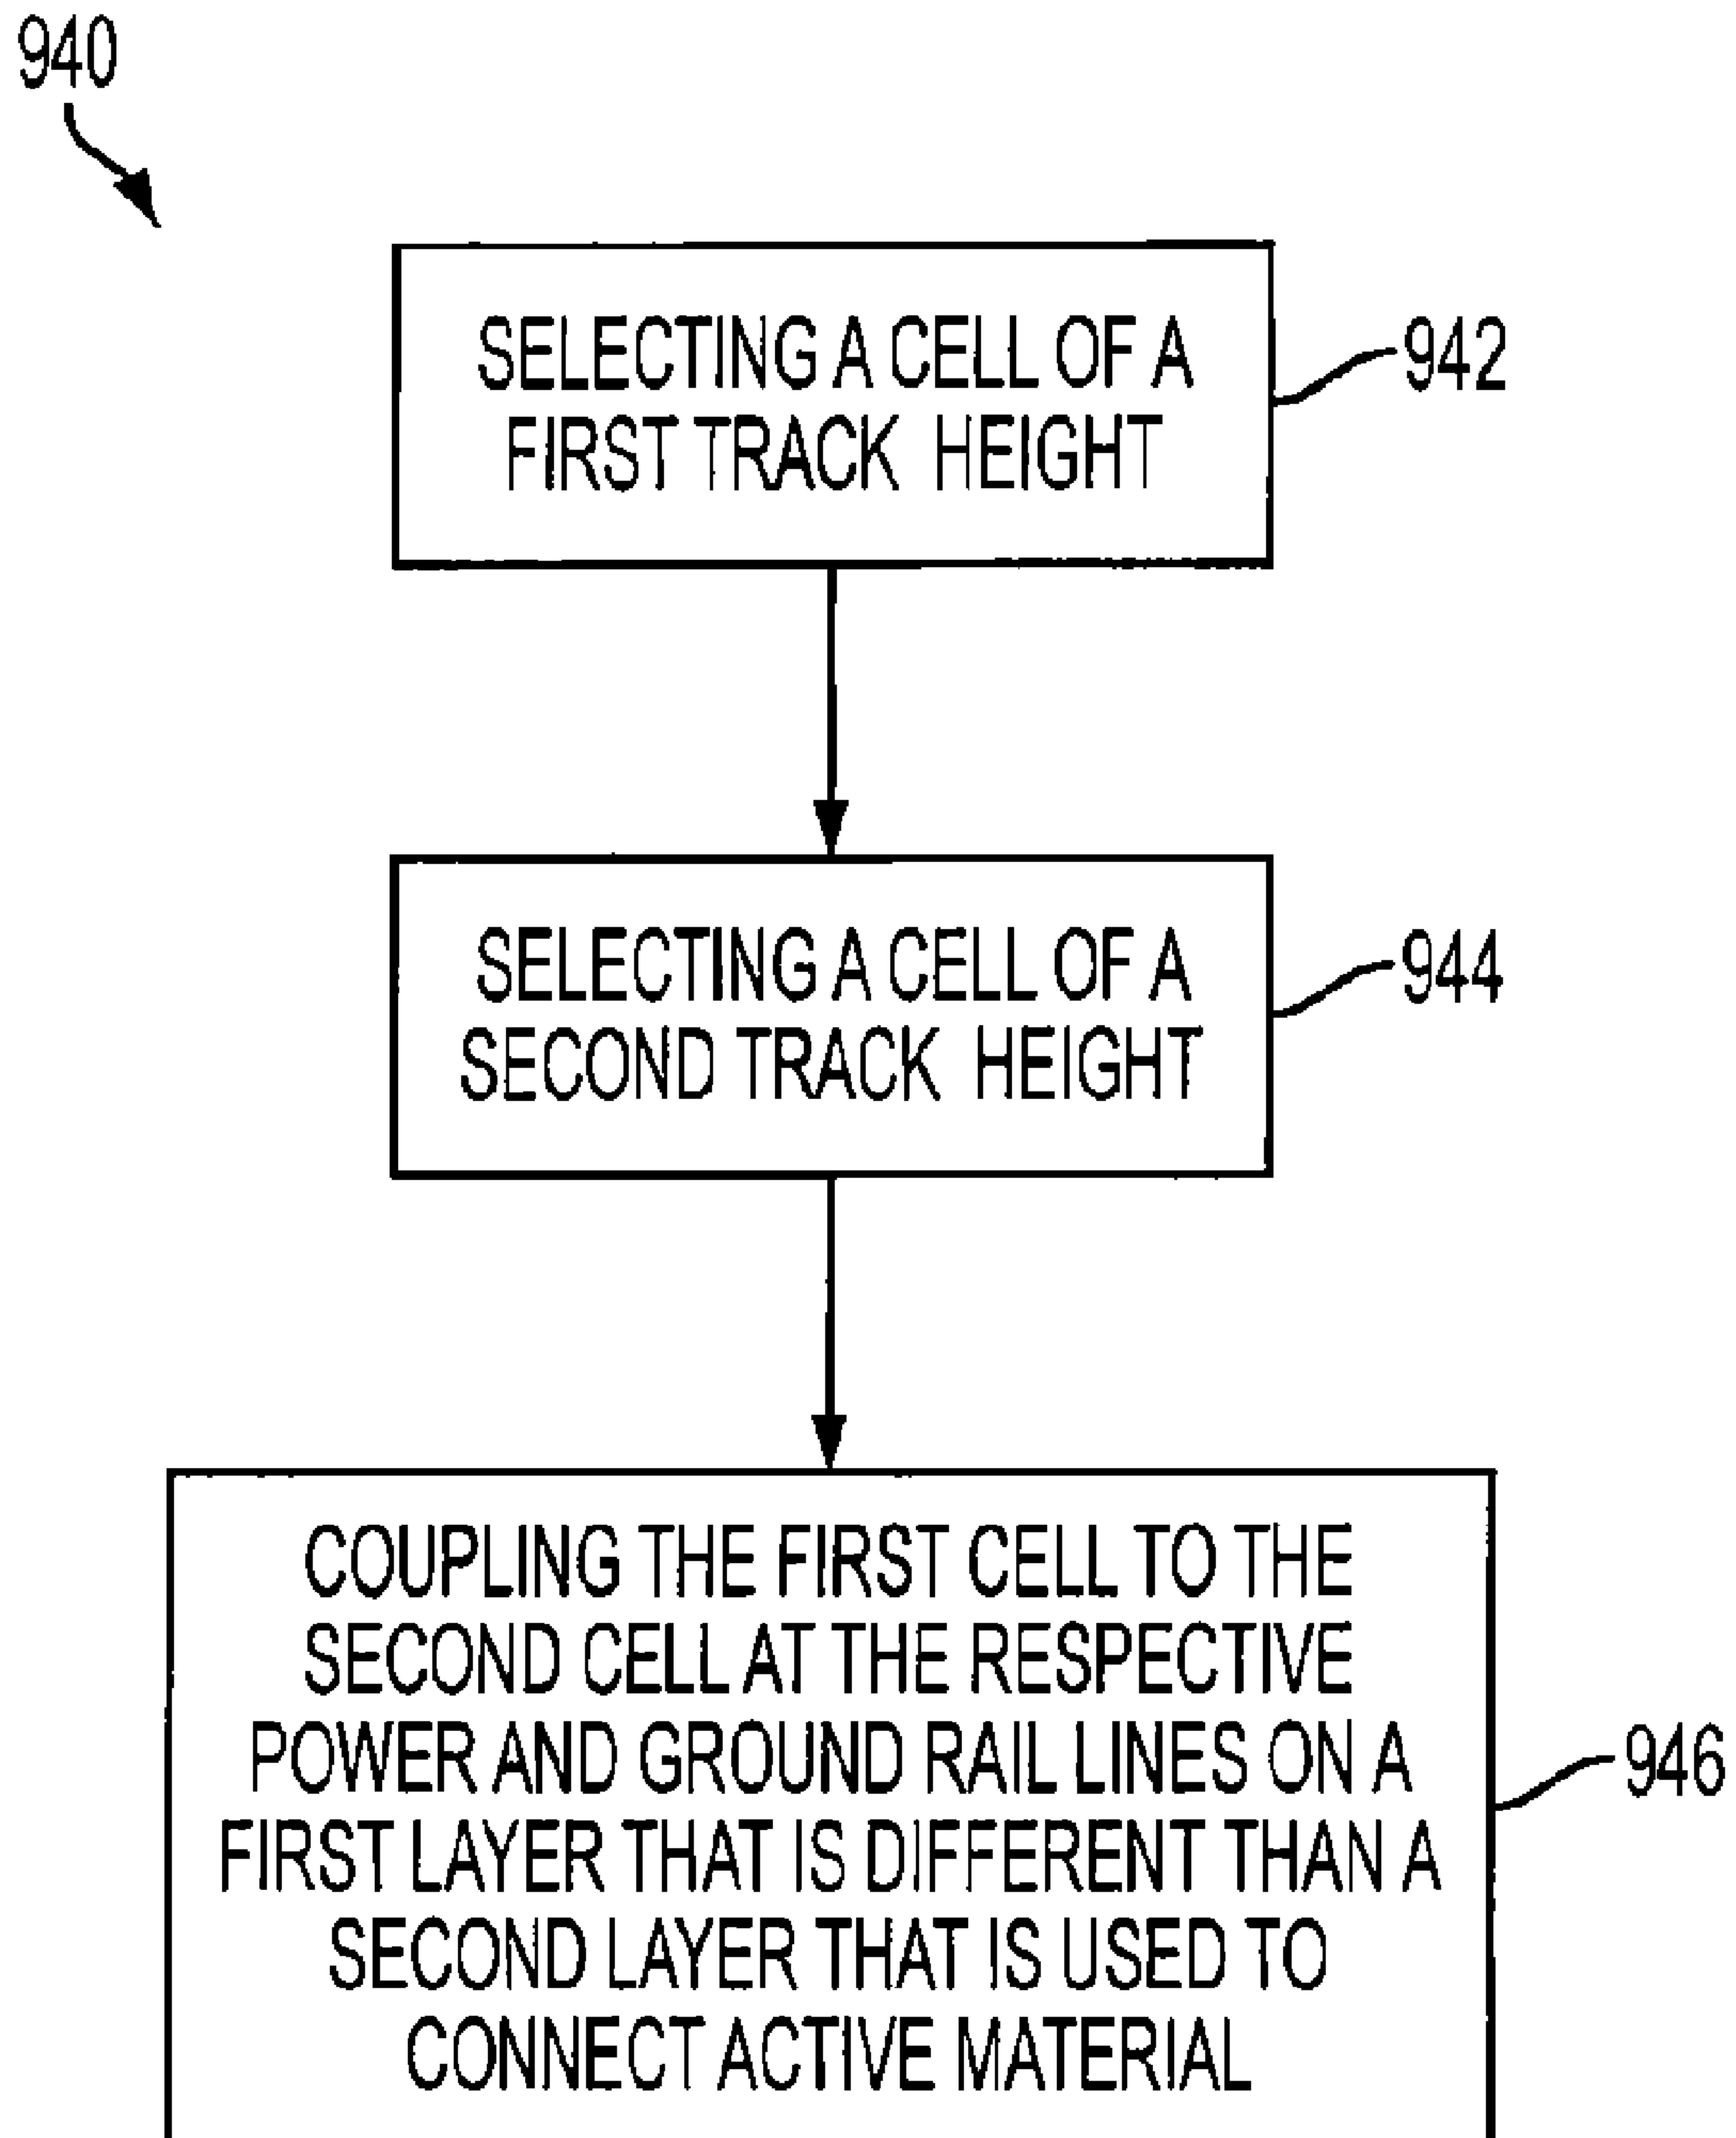 940
SELECTING A CELL OF A
FIRST TRACK HEIGHT
942
SELECTING A CELL OF A
SECOND TRACK HEIGHT
944
COUPLING THE FIRST CELL TO THE
SECOND CELL AT THE RESPECTIVE
POWER AND GROUND RAIL LINES ON A
FIRST LAYER THAT IS DIFFERENT THAN A
SECOND LAYER THAT IS USED TO
CONNECT ACTIVE MATERIAL
946